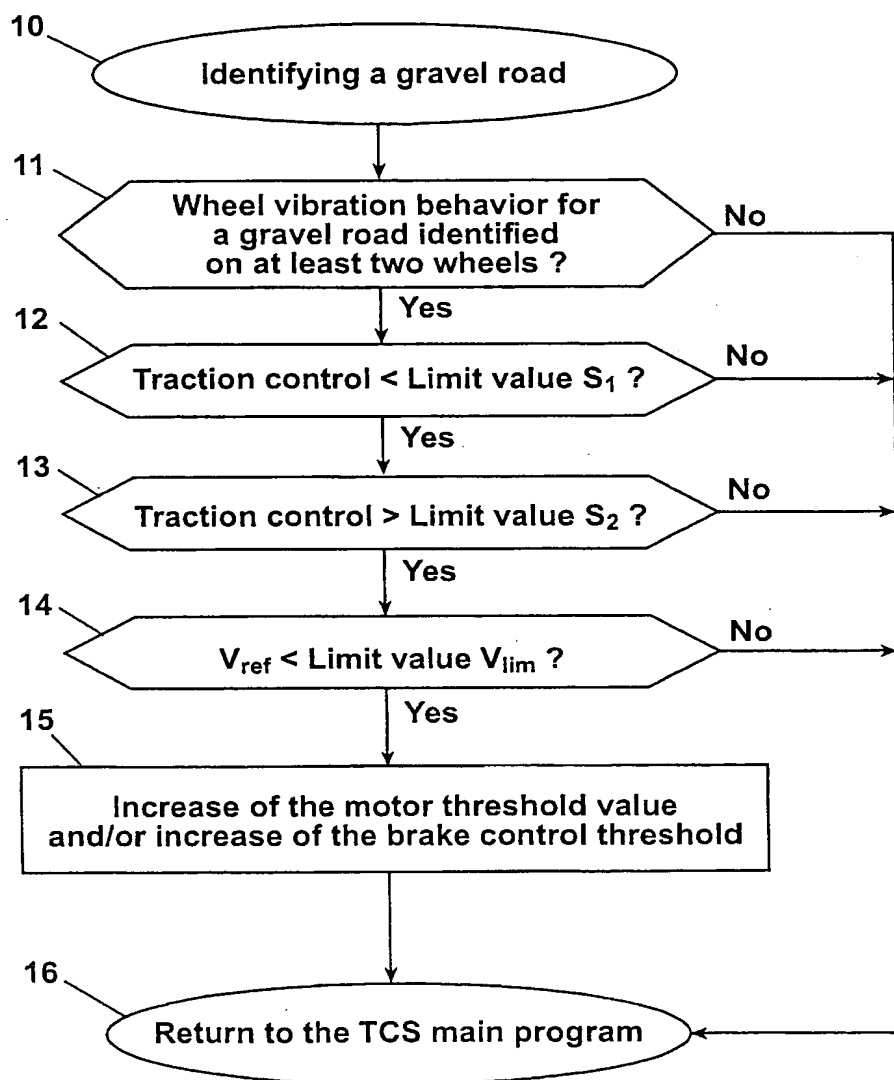 10
Identifying a gravel road
11
Wheel vibration behavior for
a gravel road identified
on at least two wheels ?
No
Yes
12
Traction control < Limit value S₁ ?
No
Yes
13
Traction control > Limit value S₂ ?
No
Yes
14
V_ref < Limit value V_lim ?
No
Yes
15
Increase of the motor threshold value
and/or increase of the brake control threshold
16
Return to the TCS main program